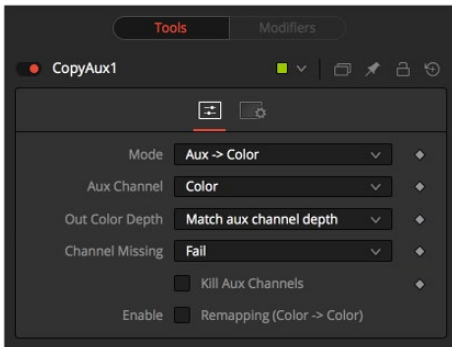 Tools Modifiers
CopyAux1
Mode Aux -> Color
Aux Channel Color
Out Color Depth Match aux channel depth
Channel Missing Fail
Kill Aux Channels
Enable Remapping (Color -> Color)